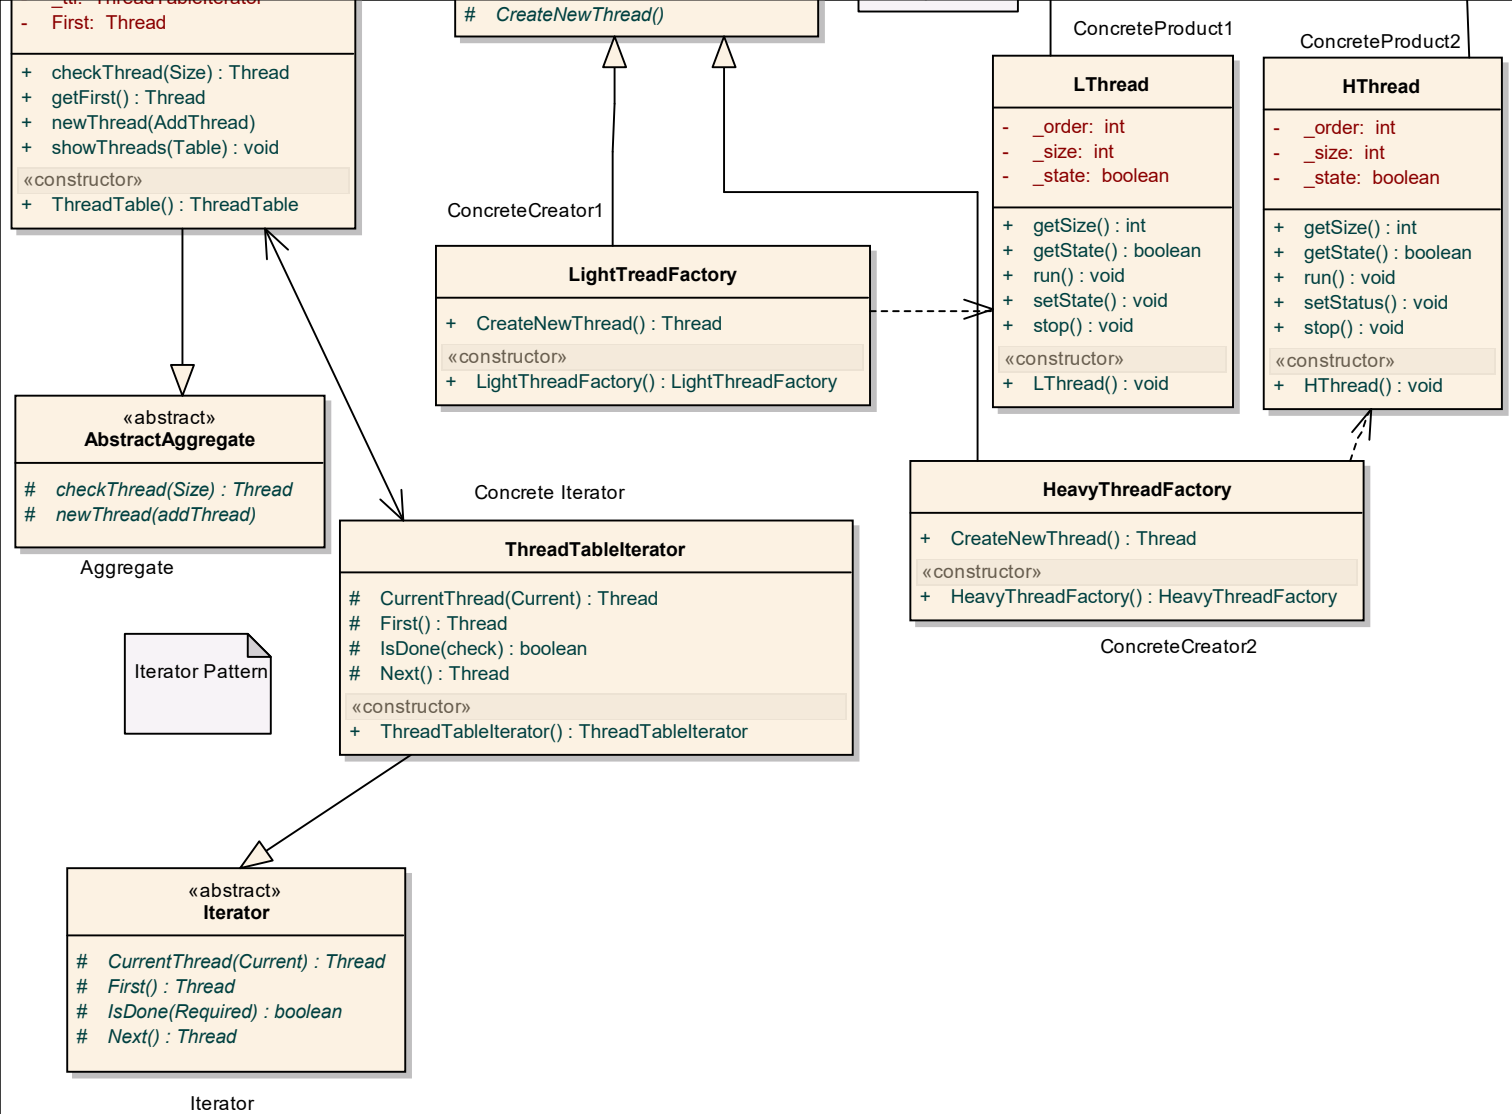 _ttl: ThreadTableIterator
- First: Thread
+ checkThread(Size) : Thread
+ getFirst() : Thread
+ newThread(AddThread)
+ showThreads(Table) : void
«constructor»
+ ThreadTable() : ThreadTable
# CreateNewThread()
ConcreteProduct1
ConcreteProduct2
LThread
- _order: int
- _size: int
- _state: boolean
+ getSize() : int
+ getState() : boolean
+ run() : void
+ setState() : void
+ stop() : void
«constructor»
+ LThread() : void
HThread
- _order: int
- _size: int
- _state: boolean
+ getSize() : int
+ getState() : boolean
+ run() : void
+ setStatus() : void
+ stop() : void
«constructor»
+ HThread() : void
ConcreteCreator1
LightTreadFactory
+ CreateNewThread() : Thread
«constructor»
+ LightThreadFactory() : LightThreadFactory
«abstract»
AbstractAggregate
# checkThread(Size) : Thread
# newThread(addThread)
Aggregate
Concrete Iterator
ThreadTableIterator
# CurrentThread(Current) : Thread
# First() : Thread
# IsDone(check) : boolean
# Next() : Thread
«constructor»
+ ThreadTableIterator() : ThreadTableIterator
HeavyThreadFactory
+ CreateNewThread() : Thread
«constructor»
+ HeavyThreadFactory() : HeavyThreadFactory
ConcreteCreator2
Iterator Pattern
«abstract»
Iterator
# CurrentThread(Current) : Thread
# First() : Thread
# IsDone(Required) : boolean
# Next() : Thread
Iterator